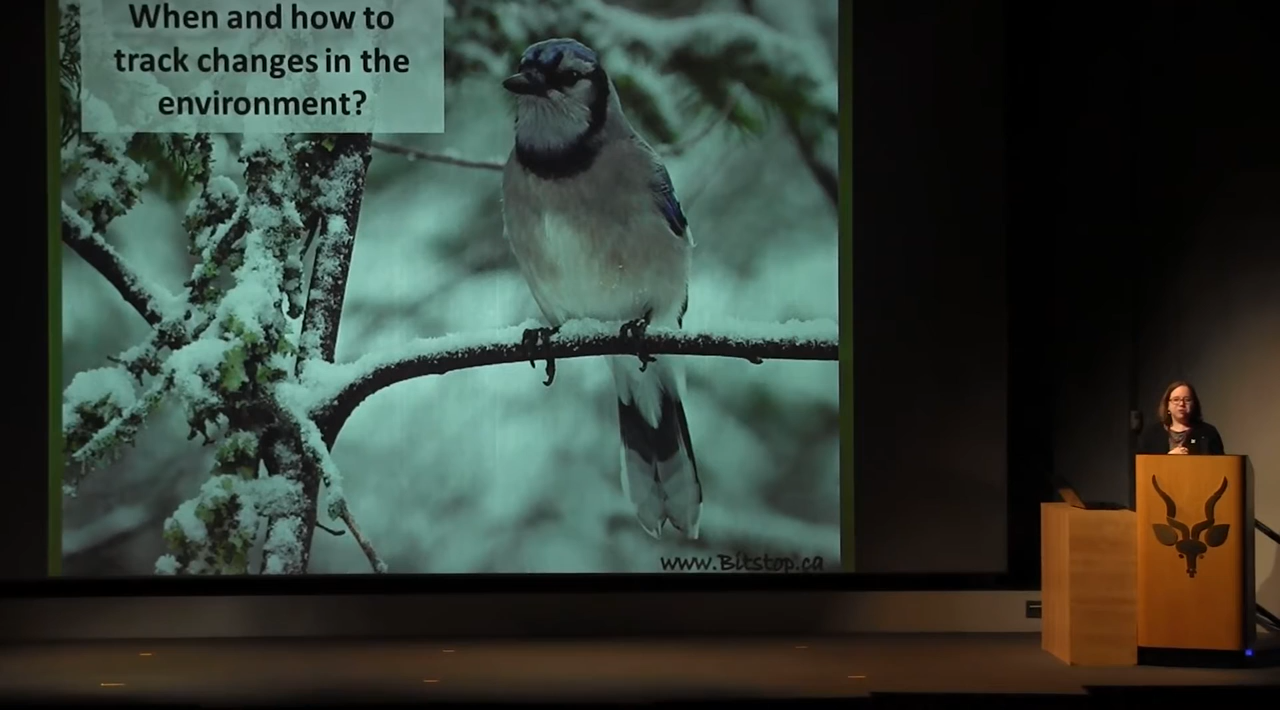 When and how to
track changes in the
environment?
www.Bitstop.ca